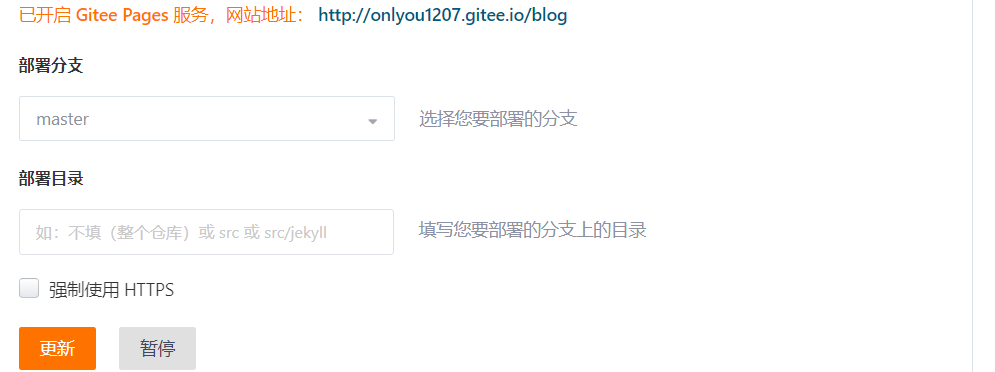 已开启 Gitee Pages 服务，网站地址： http://onlyou1207.gitee.io/blog
部署分支
master 选择您要部署的分支
部署目录
如：不填（整个仓库）或 src 或 src/jekyll 填写您要部署的分支上的目录
强制使用 HTTPS
更新 暂停